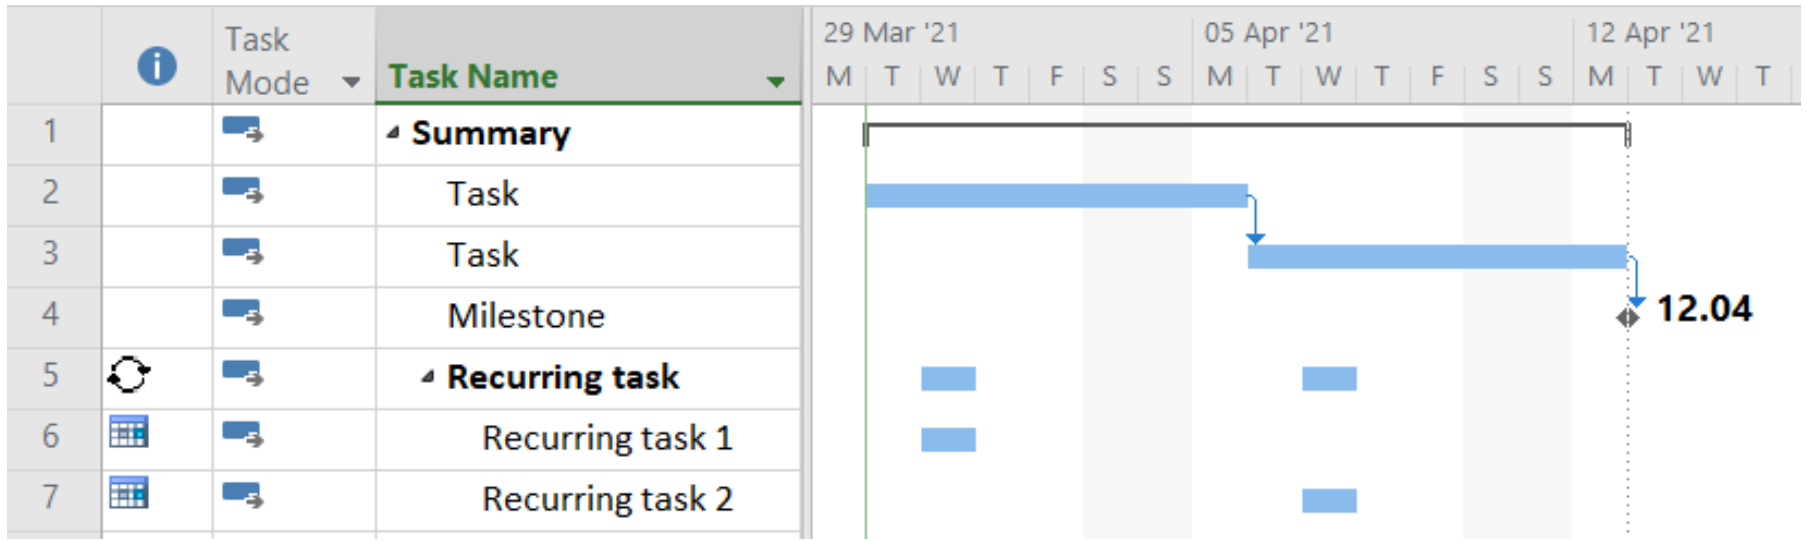 Task Mode
Task Name
29 Mar '21 05 Apr '21 12 Apr '21
M T W T F S S M T W T F S S M T W T
1 Summary
2 Task
3 Task
4 Milestone 12.04
5 Recurring task
6 Recurring task 1
7 Recurring task 2